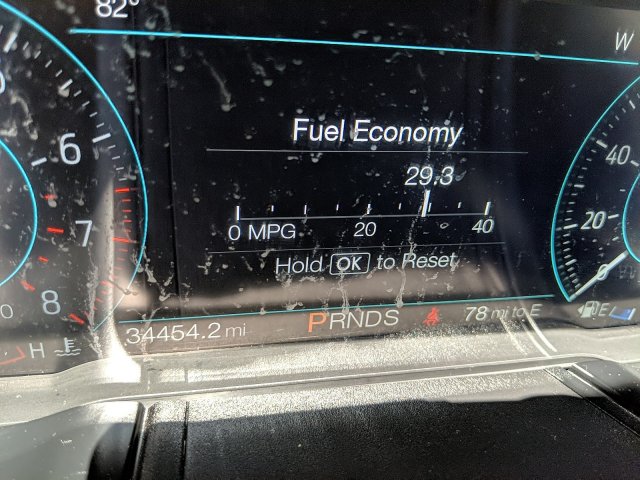 82°
W
Fuel Economy
29.3
0 MPG 20 40
Hold OK to Reset
34454.2 mi PRNDS 78 mi to E
6
7
8
H
40
20
0
E